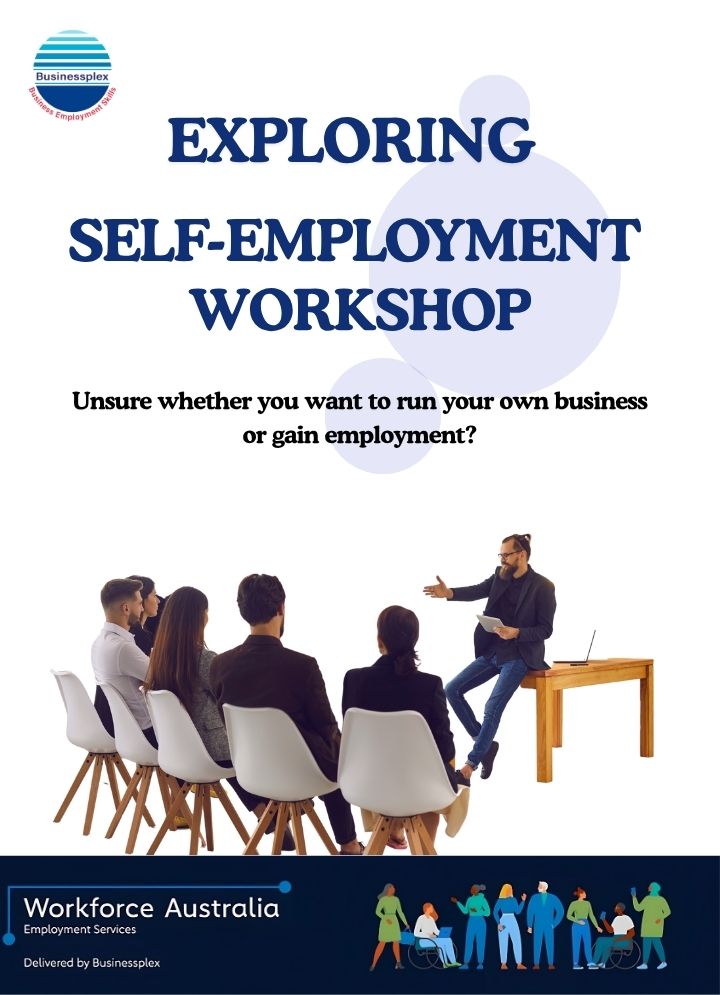 Businessplex
Business Employment Skills
EXPLORING
SELF-EMPLOYMENT
WORKSHOP
Unsure whether you want to run your own business
or gain employment?
Workforce Australia
Employment Services
Delivered by Businessplex